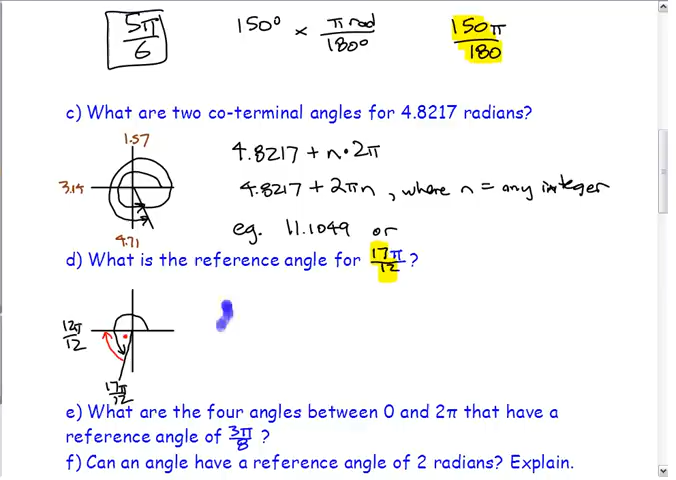 5π/6 150° × π rad/180° 150π/180
c) What are two co-terminal angles for 4.8217 radians?
1.57
3.14
4.71
4.8217 + n·2π
4.8217 + 2πn, where n = any integer
eg. 11.1049 or
d) What is the reference angle for 17π/12 ?
12π/12
17π/12
e) What are the four angles between 0 and 2π that have a
reference angle of 3π/8 ?
f) Can an angle have a reference angle of 2 radians? Explain.